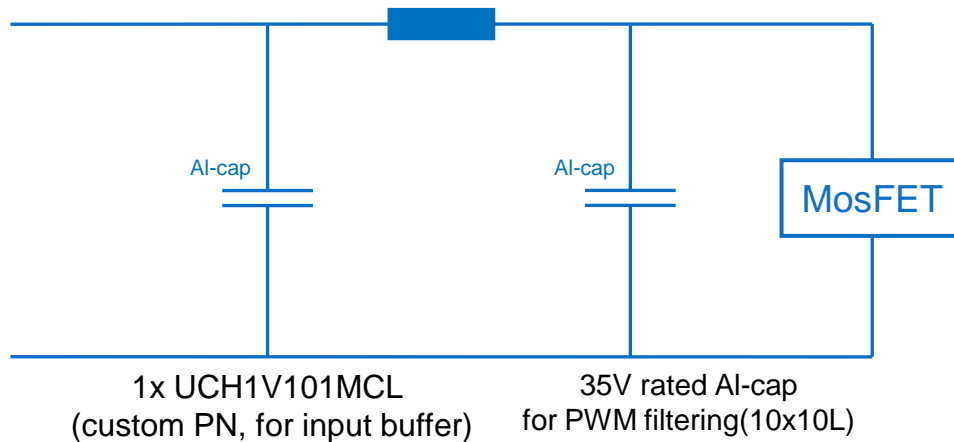 Al-cap
Al-cap
MosFET
1x UCH1V101MCL
(custom PN, for input buffer)
35V rated Al-cap
for PWM filtering(10x10L)